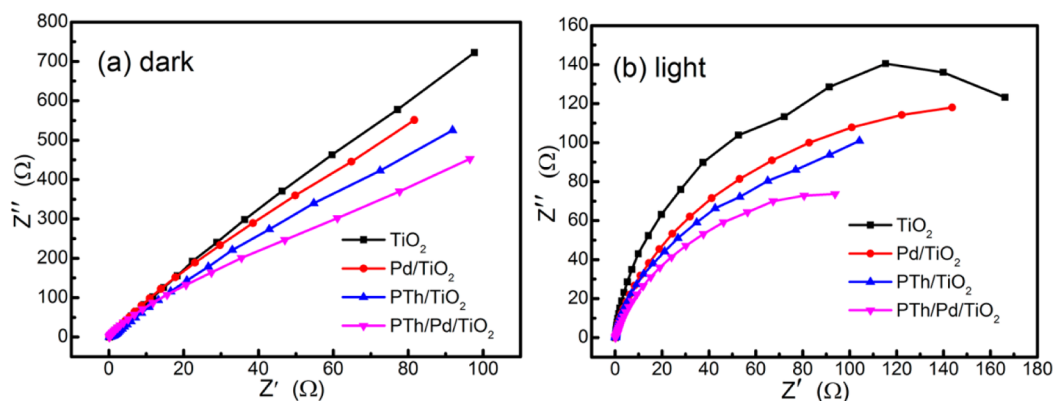 (a) dark
800
700
600
500
400
300
200
100
0
Z'' (Ω)
TiO₂
Pd/TiO₂
PTh/TiO₂
PTh/Pd/TiO₂
0 20 40 60 80 100
Z' (Ω)
(b) light
160
140
120
100
80
60
40
20
0
Z'' (Ω)
TiO₂
Pd/TiO₂
PTh/TiO₂
PTh/Pd/TiO₂
0 20 40 60 80 100 120 140 160 180
Z' (Ω)